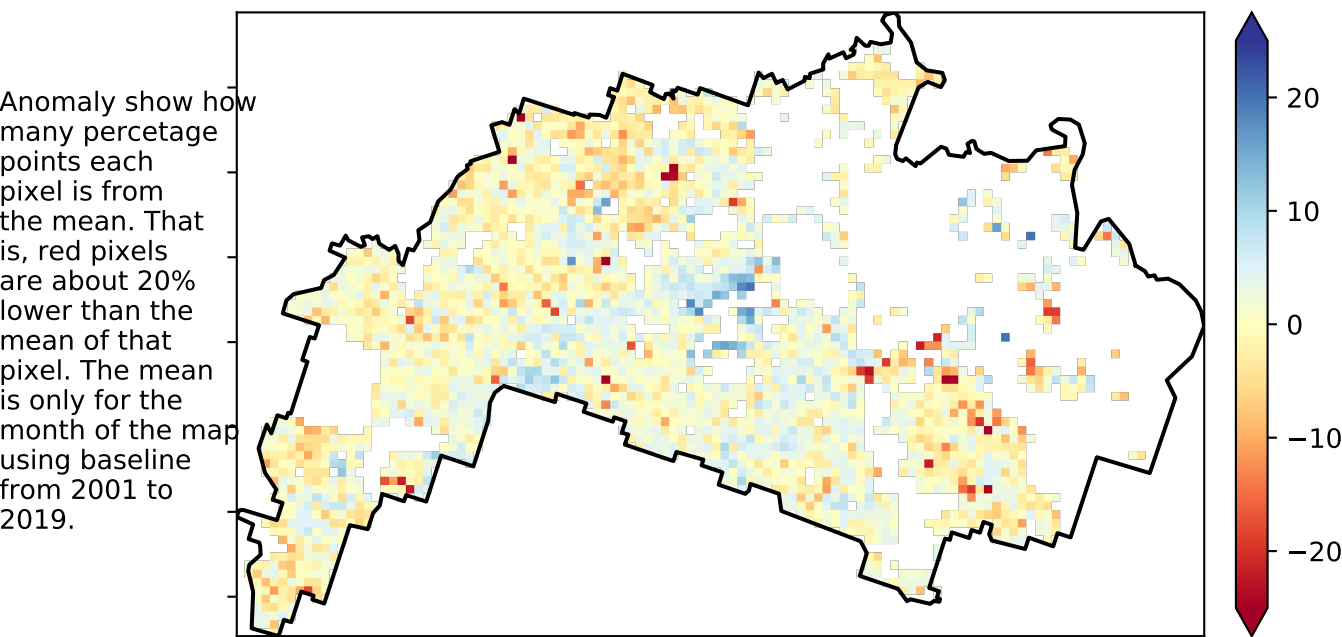 Anomaly show how
many percetage
points each
pixel is from
the mean. That
is, red pixels
are about 20%
lower than the
mean of that
pixel. The mean
is only for the
month of the map
using baseline
from 2001 to
2019.
20
10
0
−10
−20